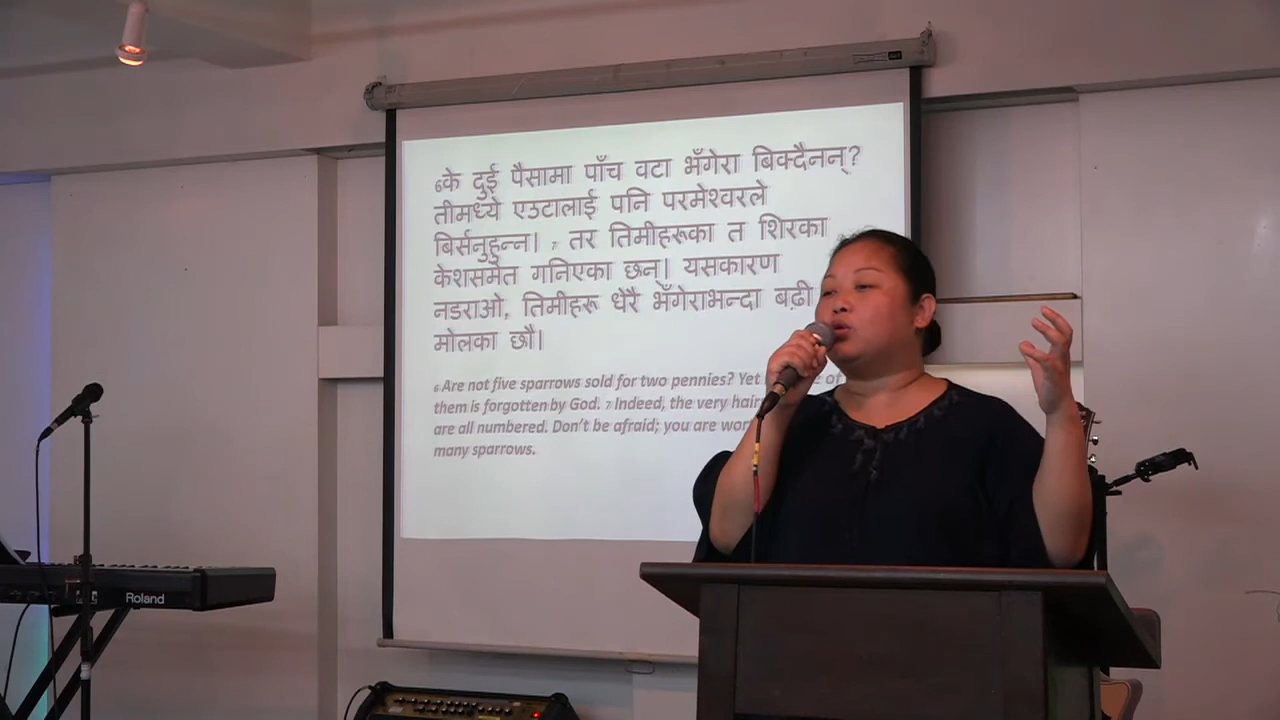 6के दुई पैसामा पाँच वटा भँगेरा बिक्दैनन्?
तीमध्ये एउटालाई पनि परमेश्वरले
बिर्सनुहुन्न। 7 तर तिमीहरूका त शिरका
केशसमेत गनिएका छन्। यसकारण
नडराओ, तिमीहरू धेरै भँगेराभन्दा बढ़ी
मोलका छौ।
6 Are not five sparrows sold for two pennies? Yet of
them is forgotten by God. 7 Indeed, the very
are all numbered. Don't be afraid; you are
many sparrows.
Roland